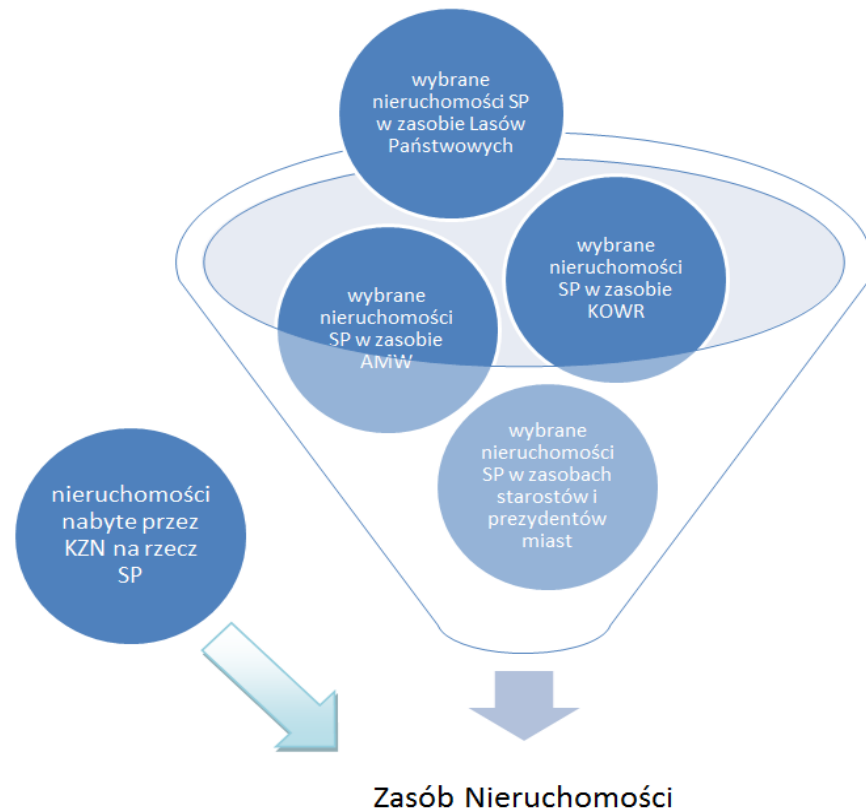 wybrane
nieruchomości SP
w zasobie Lasów
Państwowych
wybrane
nieruchomości
SP w zasobie
KOWR
wybrane
nieruchomości
SP w zasobie
AMW
wybrane
nieruchomości
SP w zasobach
starostów i
prezydentów
miast
nieruchomości
nabyte przez
KZN na rzecz
SP
Zasób Nieruchomości